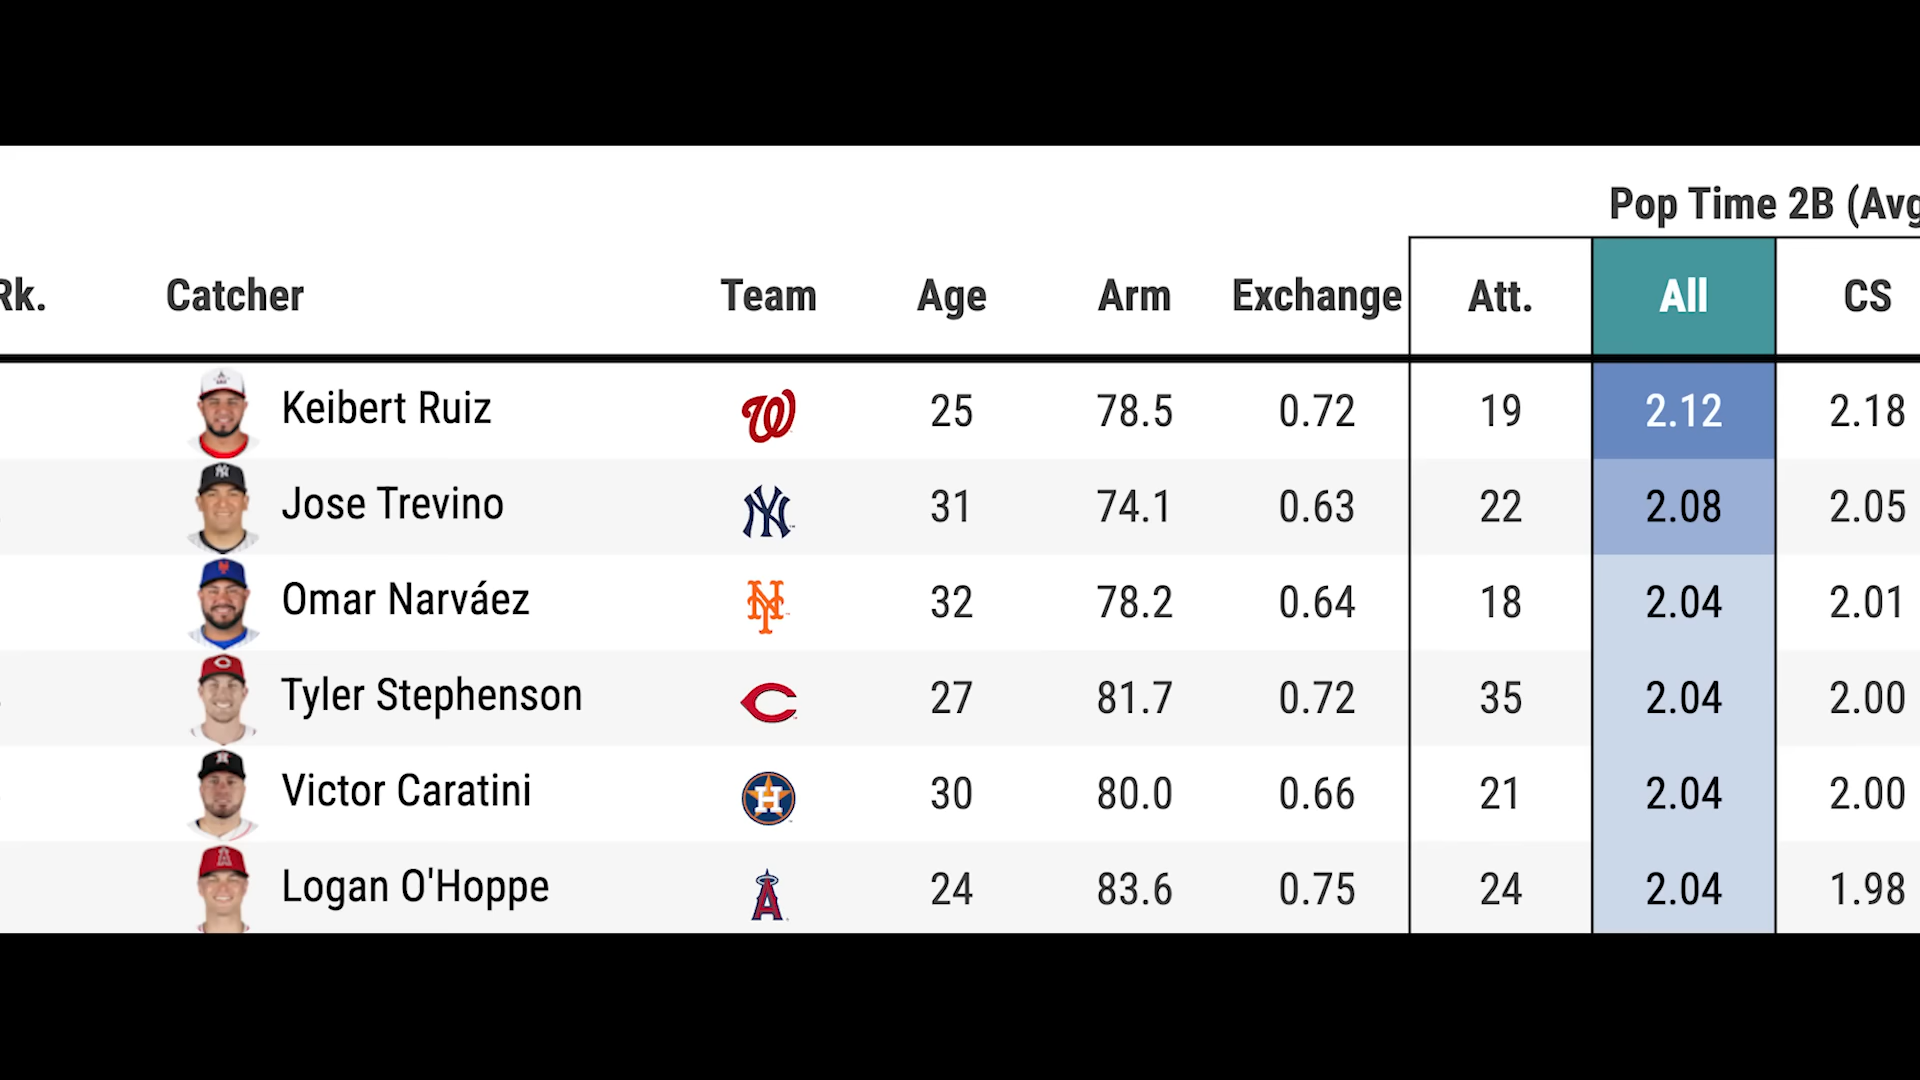 Pop Time 2B (Avg
Rk. Catcher Team Age Arm Exchange Att. All CS
Keibert Ruiz W 25 78.5 0.72 19 2.12 2.18
Jose Trevino NY 31 74.1 0.63 22 2.08 2.05
Omar Narváez NY 32 78.2 0.64 18 2.04 2.01
Tyler Stephenson C 27 81.7 0.72 35 2.04 2.00
Victor Caratini H 30 80.0 0.66 21 2.04 2.00
Logan O'Hoppe A 24 83.6 0.75 24 2.04 1.98